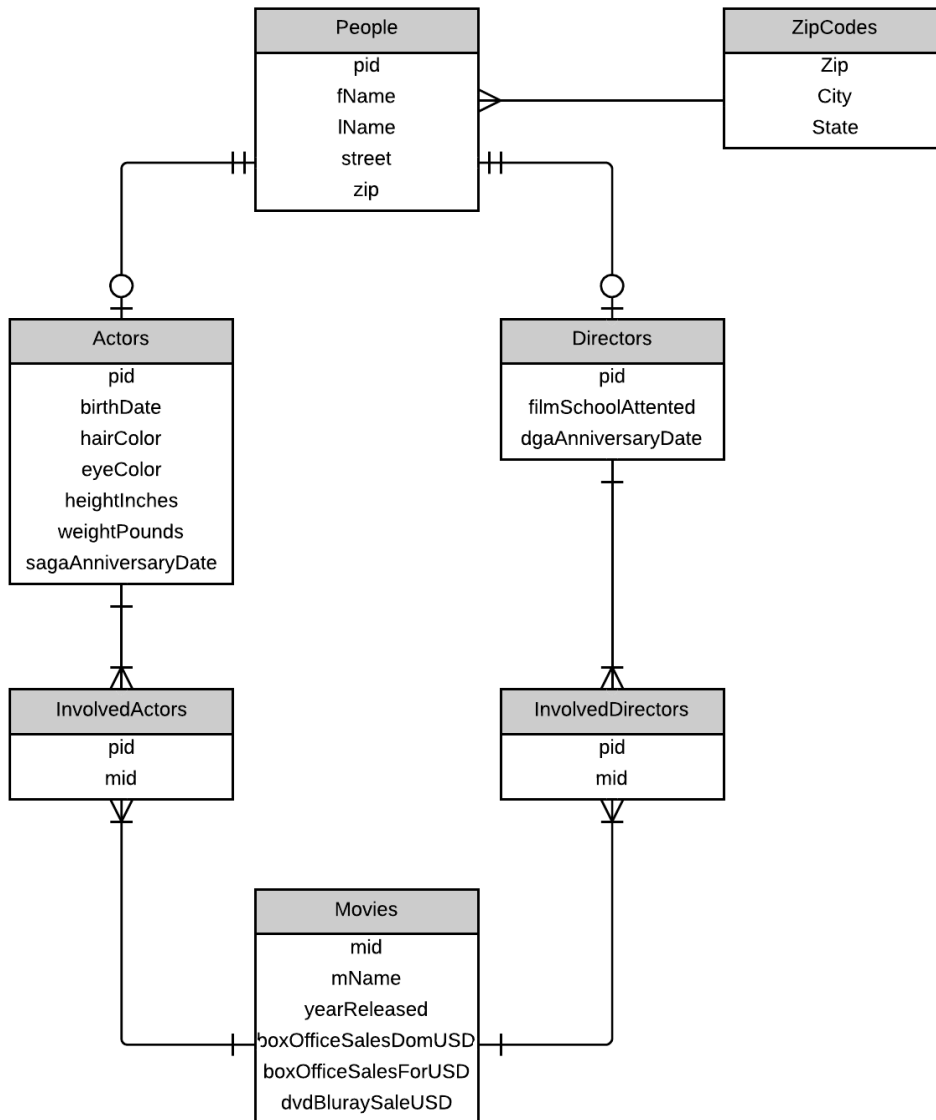 People
pid
fName
lName
street
zip
ZipCodes
Zip
City
State
Actors
pid
birthDate
hairColor
eyeColor
heightInches
weightPounds
sagaAnniversaryDate
Directors
pid
filmSchoolAttented
dgaAnniversaryDate
InvolvedActors
pid
mid
InvolvedDirectors
pid
mid
Movies
mid
mName
yearReleased
boxOfficeSalesDomUSD
boxOfficeSalesForUSD
dvdBluraySaleUSD